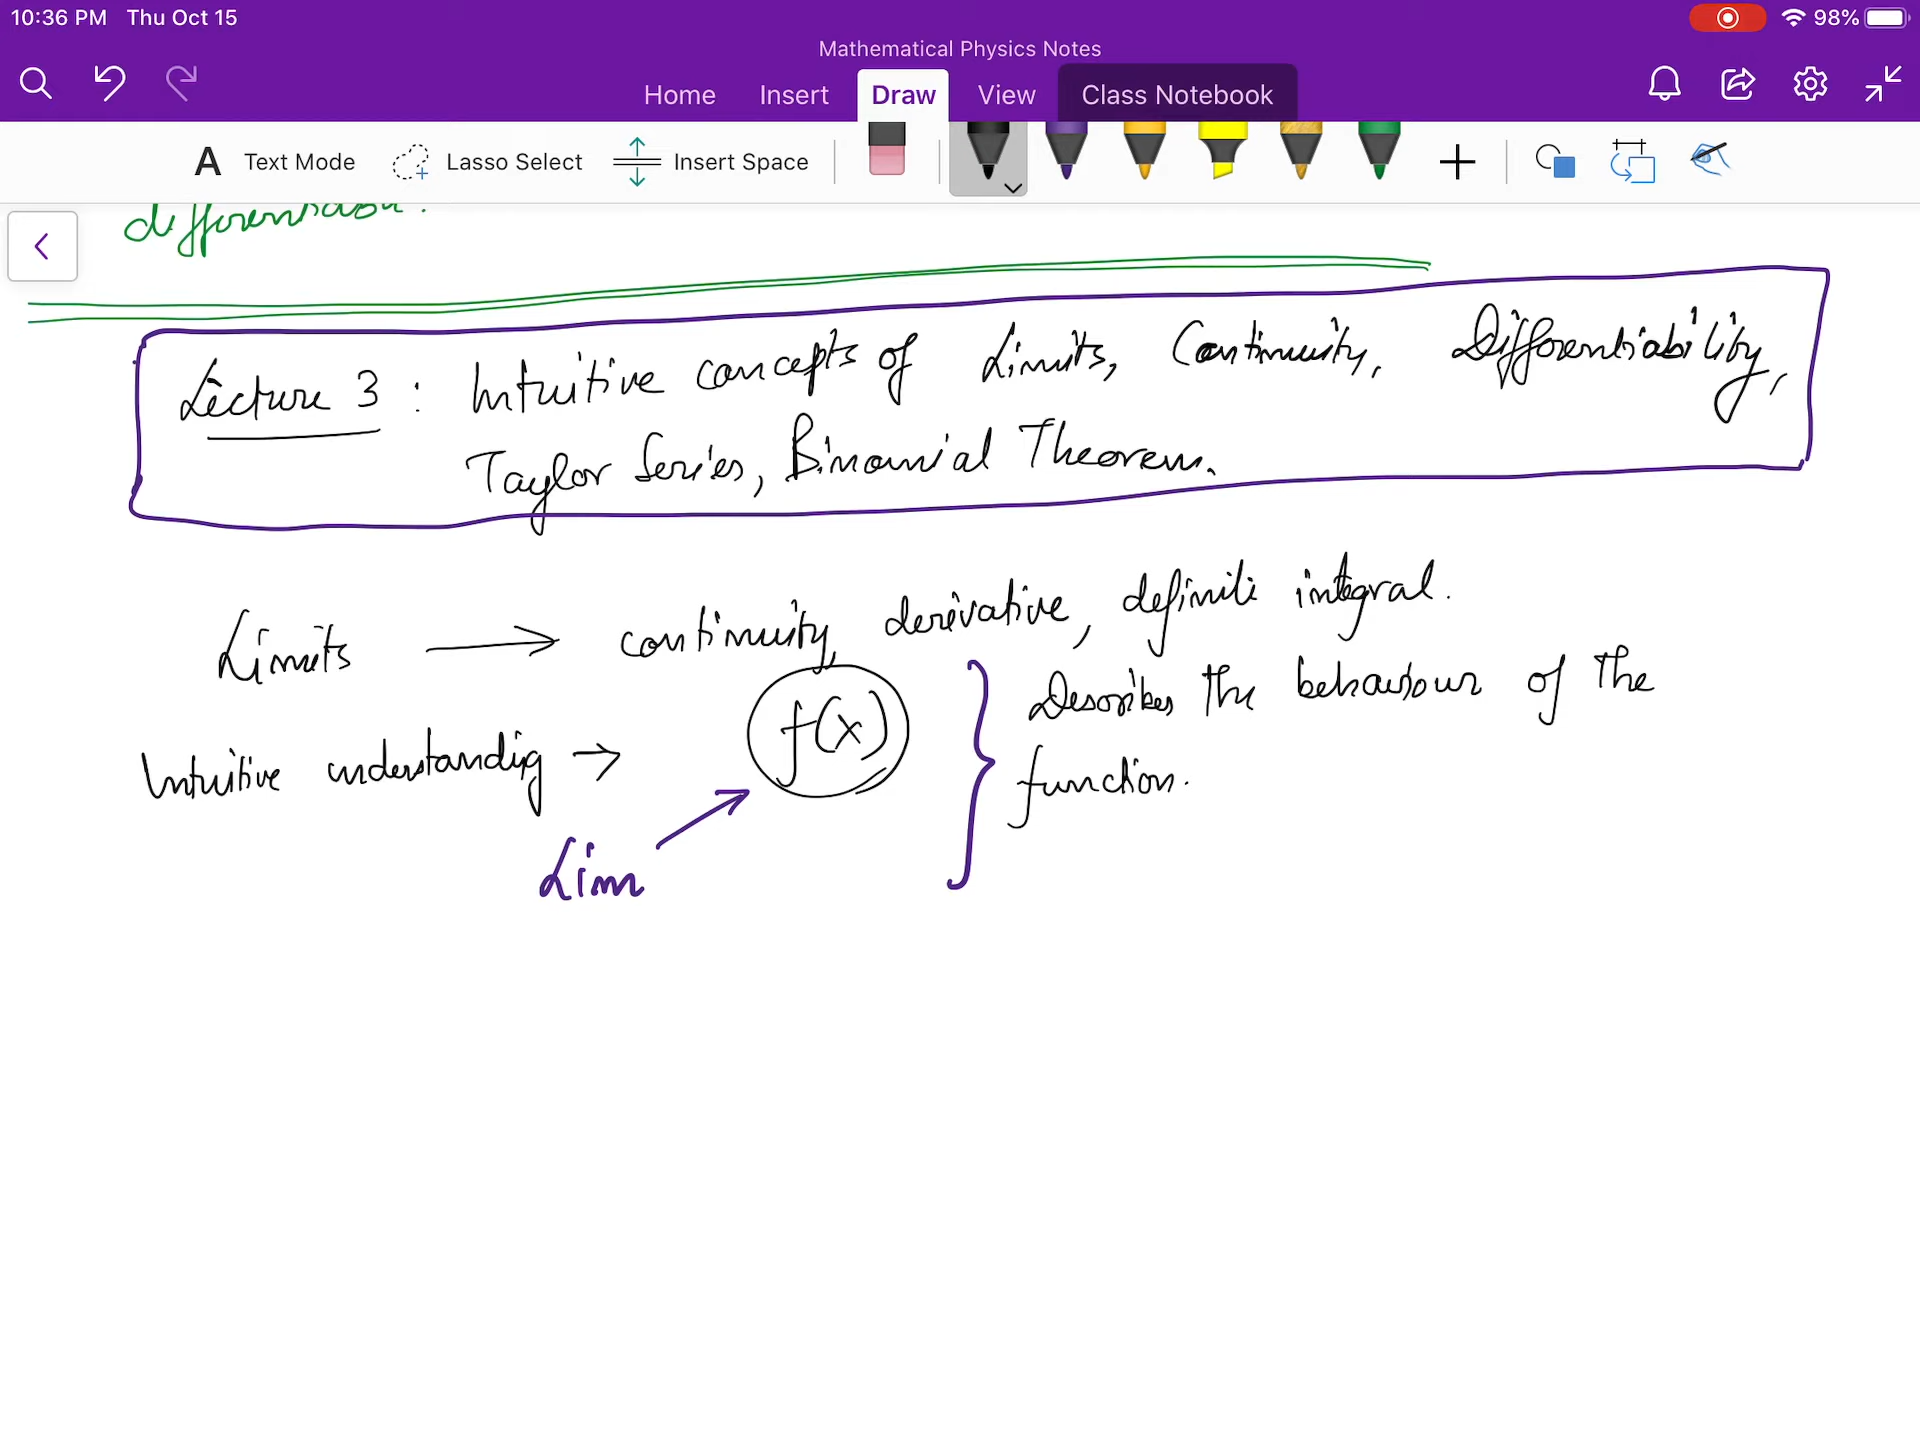 10:36 PM Thu Oct 15
98%
Mathematical Physics Notes
Home Insert Draw View Class Notebook
A Text Mode Lasso Select Insert Space
Lecture 3 : Intuitive concepts of Limits, Continuity, Differentiability,
Taylor Series, Binomial Theorem.
Limits → continuity, derivative, definite integral.
Intuitive understanding → f(x) } Describes the behaviour of the
function.
Lim